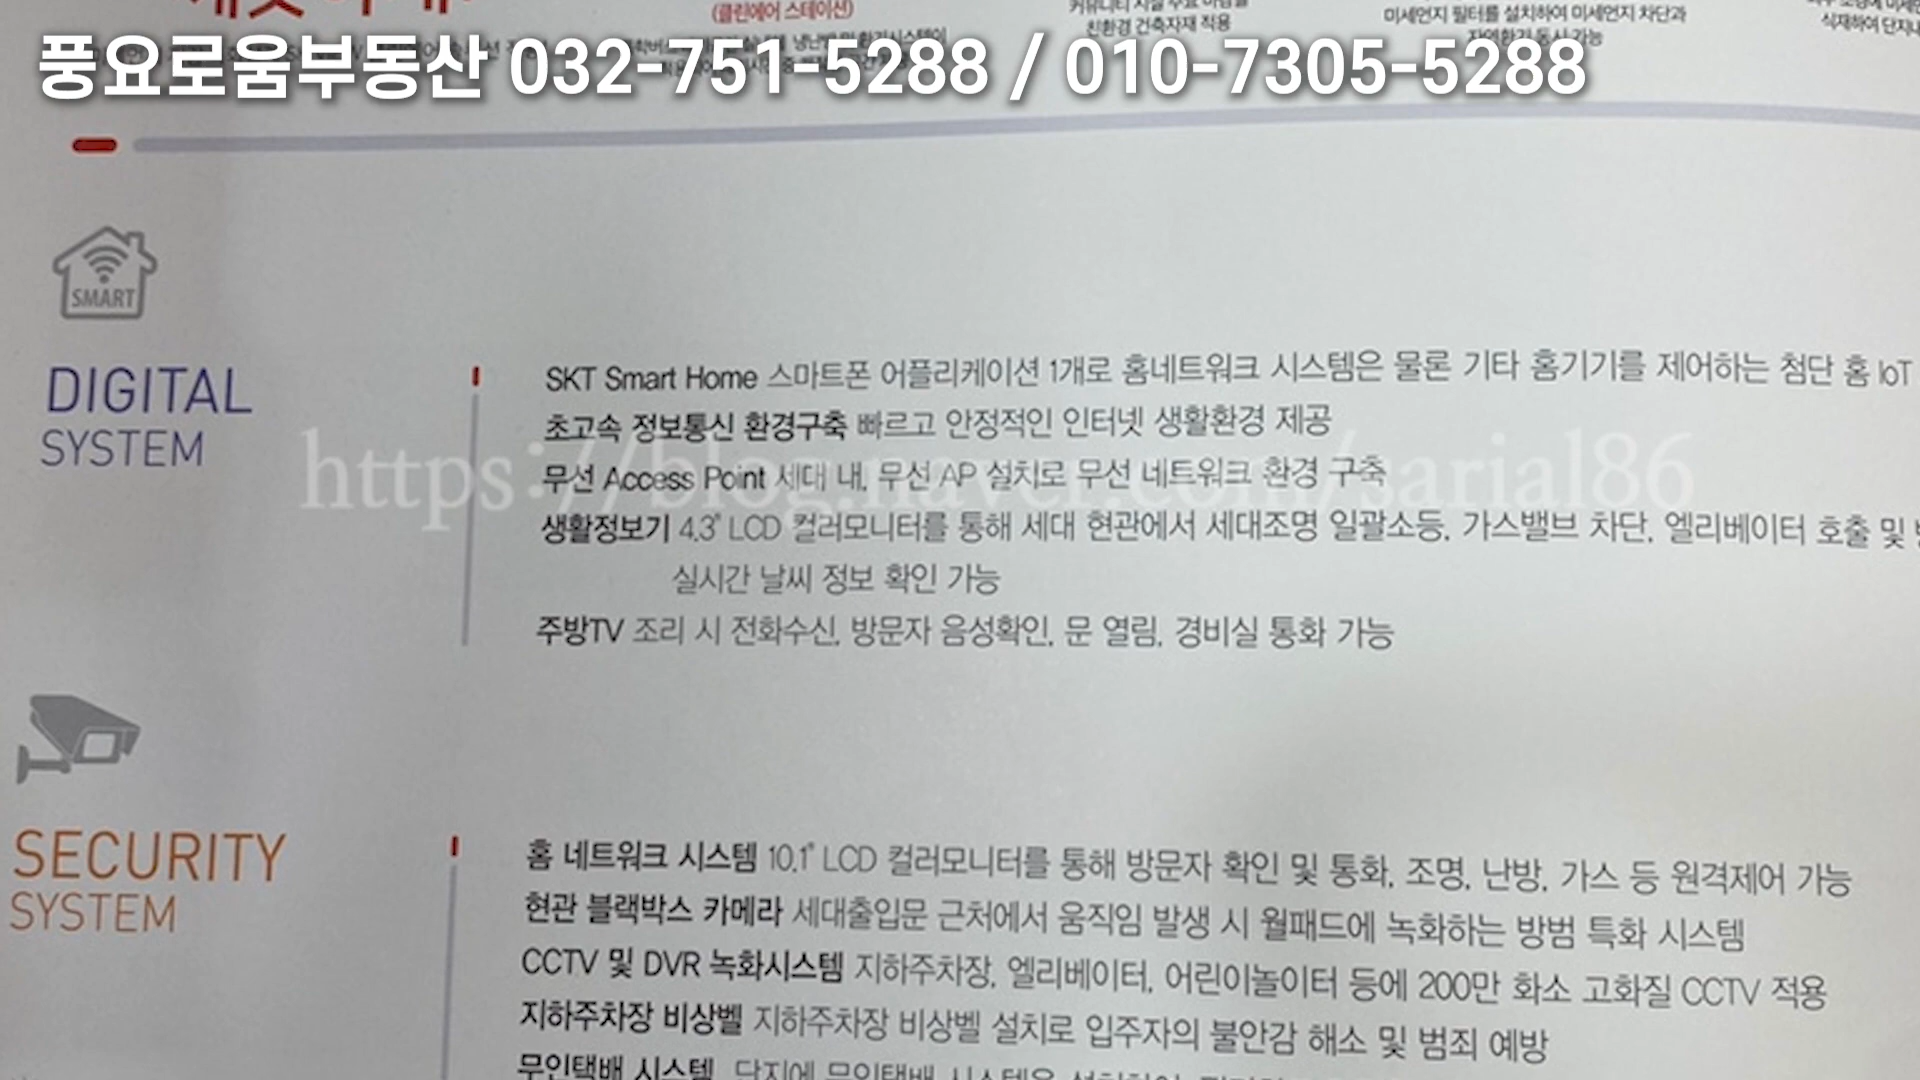 (클린에어 스테이션)
친환경 건축자재 적용
미세먼지 필터를 설치하여 미세먼지 차단과
풍요로움부동산 032-751-5288 / 010-7305-5288
SMART
DIGITAL
SYSTEM
SKT Smart Home 스마트폰 어플리케이션 1개로 홈네트워크 시스템은 물론 기타 홈기기를 제어하는 첨단 홈 IoT
초고속 정보통신 환경구축 빠르고 안정적인 인터넷 생활환경 제공
https://blog.naver.com/sarial86
무선 Access Point 세대 내, 무선 AP 설치로 무선 네트워크 환경 구축
생활정보기 4.3" LCD 컬러모니터를 통해 세대 현관에서 세대조명 일괄소등, 가스밸브 차단, 엘리베이터 호출 및
실시간 날씨 정보 확인 가능
주방TV 조리 시 전화수신, 방문자 음성확인, 문 열림, 경비실 통화 가능
SECURITY
SYSTEM
홈 네트워크 시스템 10.1" LCD 컬러모니터를 통해 방문자 확인 및 통화, 조명, 난방, 가스 등 원격제어 가능
현관 블랙박스 카메라 세대출입문 근처에서 움직임 발생 시 월패드에 녹화하는 방범 특화 시스템
CCTV 및 DVR 녹화시스템 지하주차장, 엘리베이터, 어린이놀이터 등에 200만 화소 고화질 CCTV 적용
지하주차장 비상벨 지하주차장 비상벨 설치로 입주자의 불안감 해소 및 범죄 예방
무인택배 시스템 단지에 무인택배 시스템을